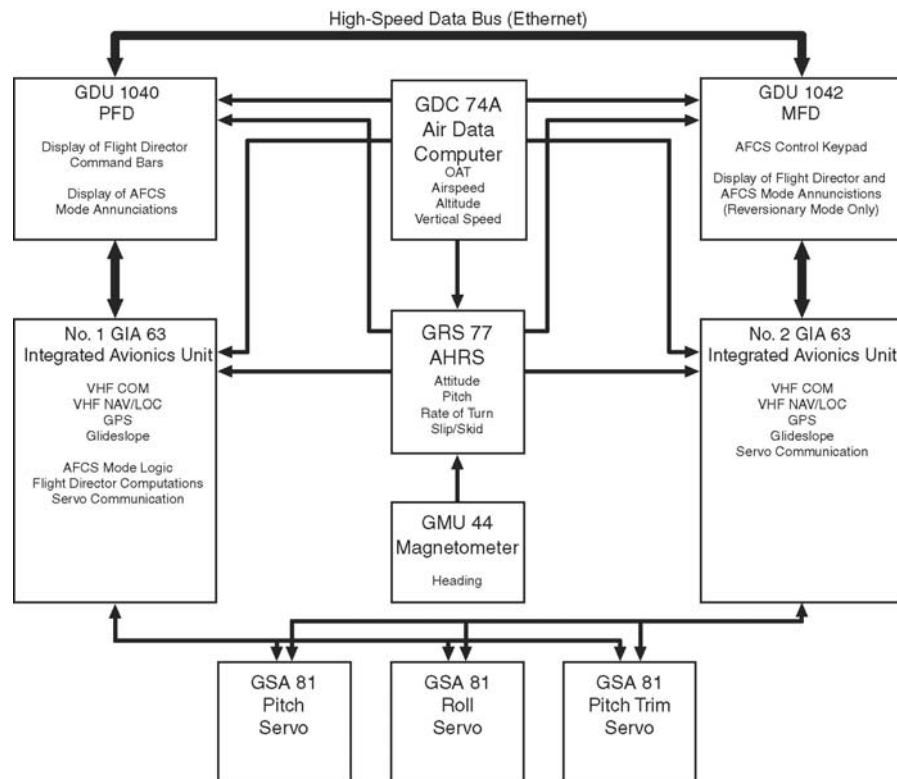 High-Speed Data Bus (Ethernet)
GDU 1040
PFD
Display of Flight Director
Command Bars
Display of AFCS
Mode Annunciations
GDC 74A
Air Data
Computer
OAT
Airspeed
Altitude
Vertical Speed
GDU 1042
MFD
AFCS Control Keypad
Display of Flight Director and
AFCS Mode Annuncistions
(Reversionary Mode Only)
No. 1 GIA 63
Integrated Avionics Unit
VHF COM
VHF NAV/LOC
GPS
Glideslope
AFCS Mode Logic
Flight Director Computations
Servo Communication
GRS 77
AHRS
Attitude
Pitch
Rate of Turn
Slip/Skid
No. 2 GIA 63
Integrated Avionics Unit
VHF COM
VHF NAV/LOC
GPS
Glideslope
Servo Communication
GMU 44
Magnetometer
Heading
GSA 81
Pitch
Servo
GSA 81
Roll
Servo
GSA 81
Pitch Trim
Servo